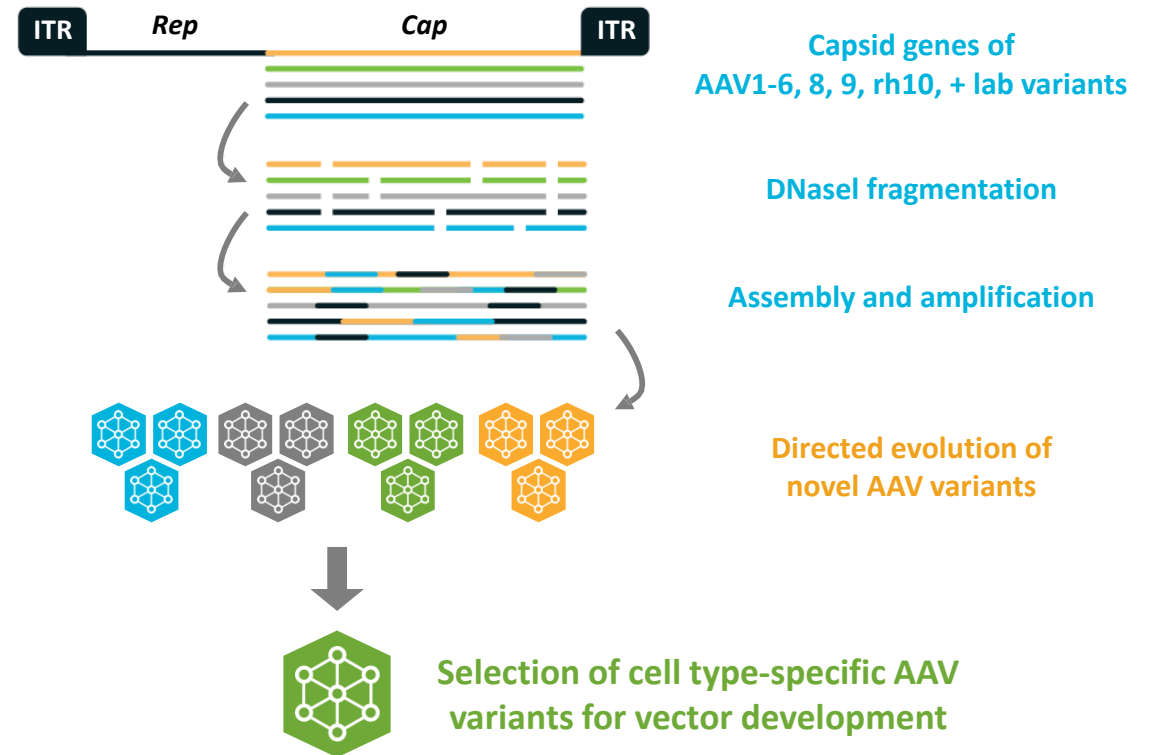 ITR
Rep
Cap
ITR
Capsid genes of
AAV1-6, 8, 9, rh10, + lab variants
DNaseI fragmentation
Assembly and amplification
Directed evolution of
novel AAV variants
Selection of cell type-specific AAV
variants for vector development